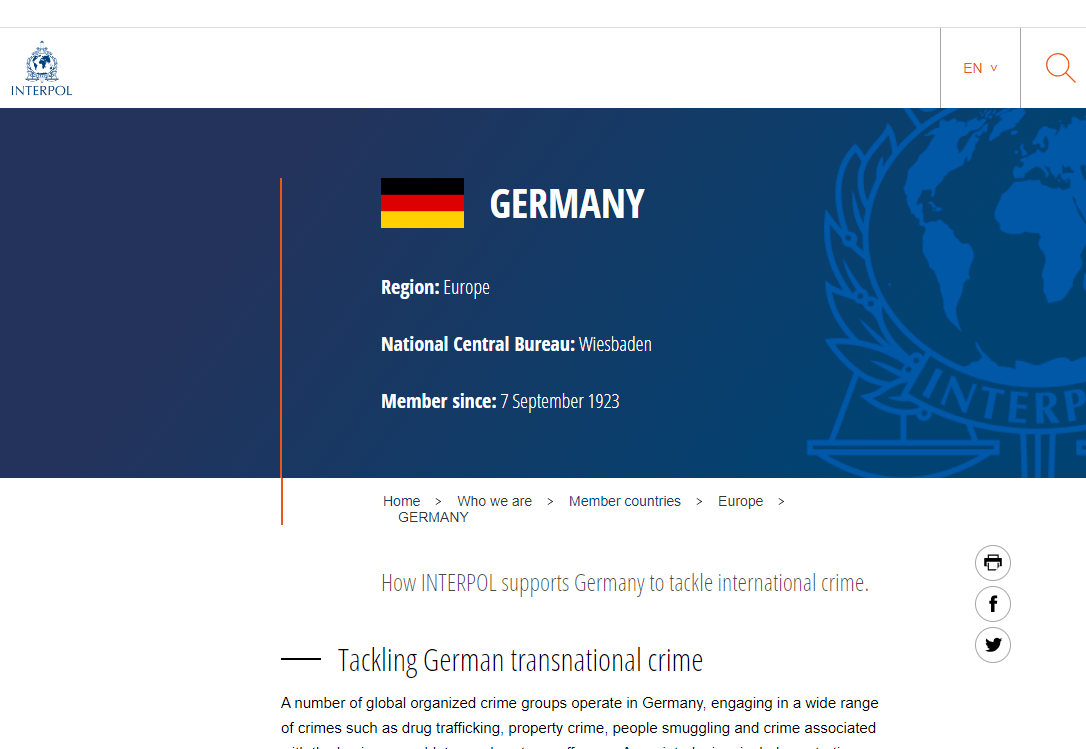 INTERPOL
EN v
GERMANY
Region: Europe
National Central Bureau: Wiesbaden
Member since: 7 September 1923
INTERP
Home > Who we are > Member countries > Europe >
GERMANY
How INTERPOL supports Germany to tackle international crime.
Tackling German transnational crime
A number of global organized crime groups operate in Germany, engaging in a wide range
of crimes such as drug trafficking, property crime, people smuggling and crime associated